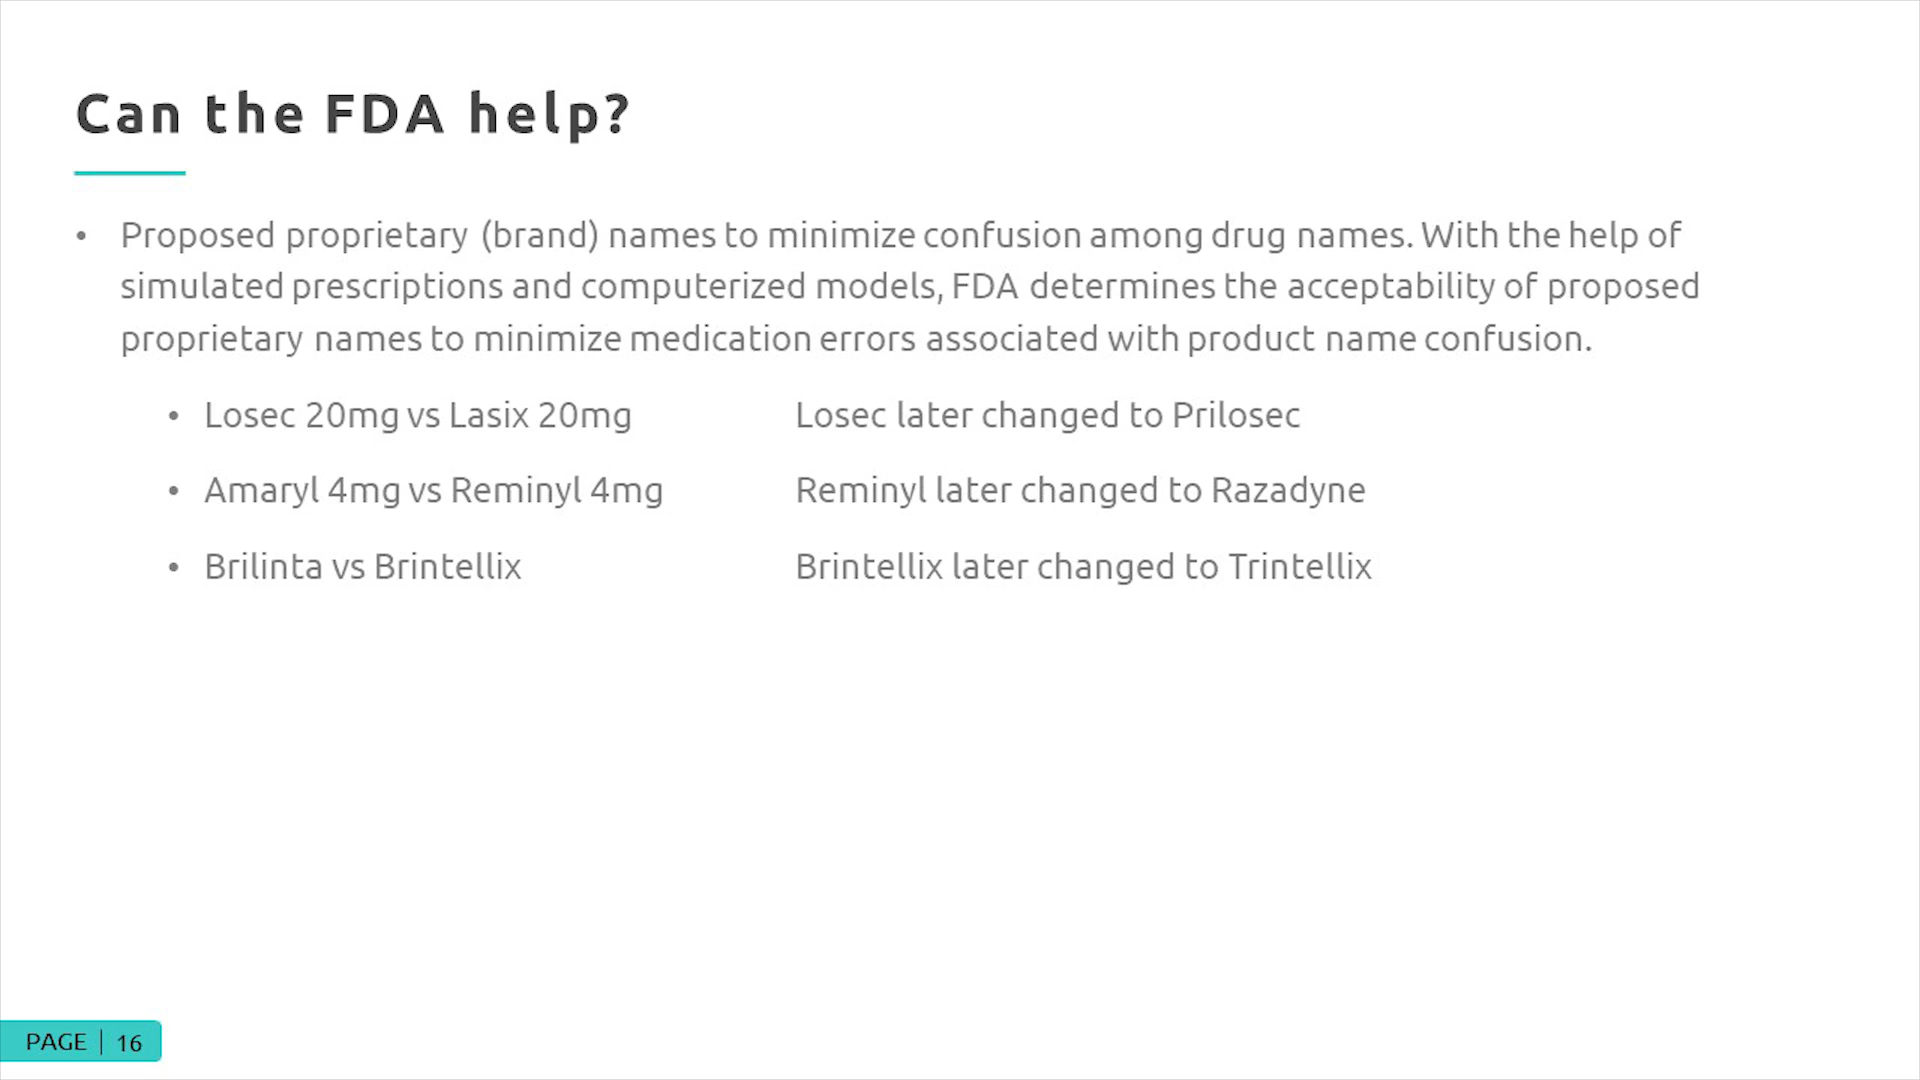 Can the FDA help?
• Proposed proprietary (brand) names to minimize confusion among drug names. With the help of
simulated prescriptions and computerized models, FDA determines the acceptability of proposed
proprietary names to minimize medication errors associated with product name confusion.
• Losec 20mg vs Lasix 20mg Losec later changed to Prilosec
• Amaryl 4mg vs Reminyl 4mg Reminyl later changed to Razadyne
• Brilinta vs Brintellix Brintellix later changed to Trintellix
PAGE | 16